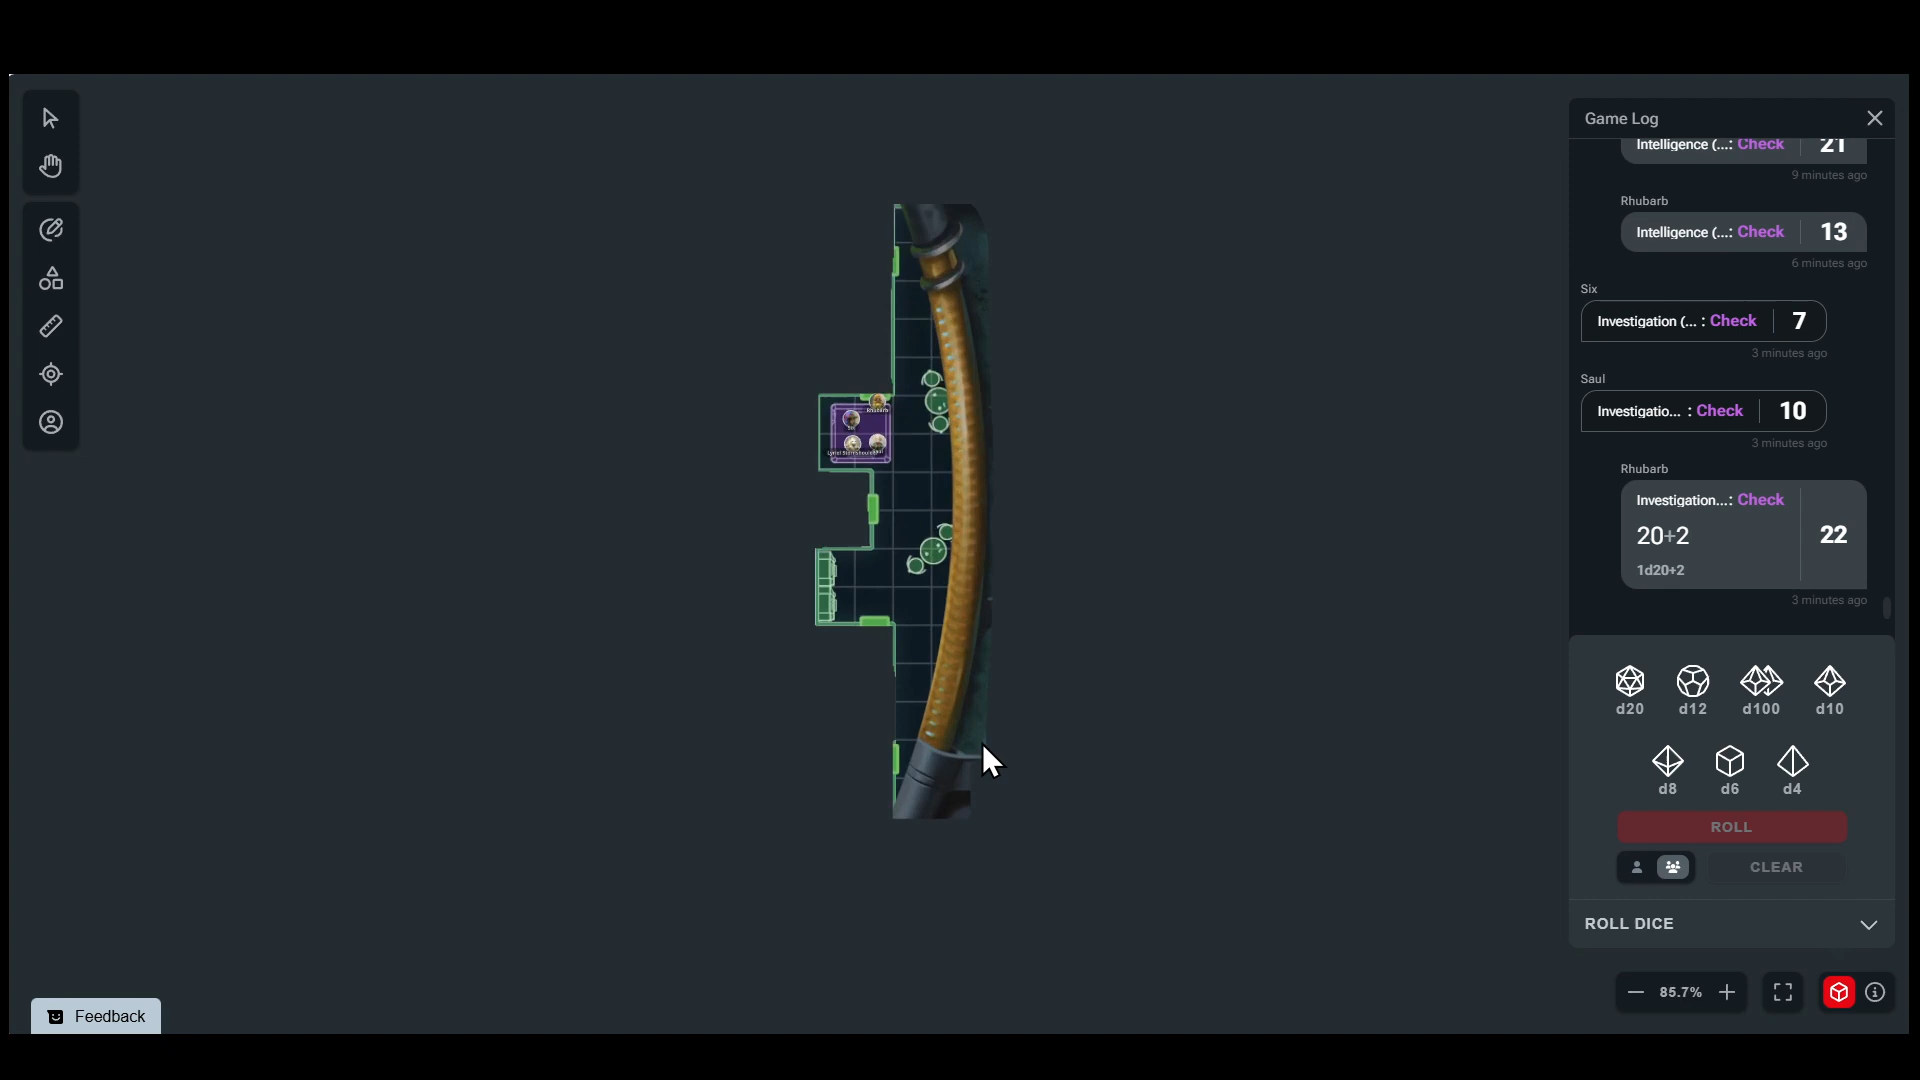 Game Log
Intelligence (...: Check 21
9 minutes ago
Rhubarb
Intelligence (...: Check 13
6 minutes ago
Six
Investigation (... : Check 7
3 minutes ago
Saul
Investigatio... : Check 10
3 minutes ago
Rhubarb
Investigation...: Check
20+2
22
1d20+2
3 minutes ago
Rhubarb
Six
d20 d12 d100 d10
d8 d6 d4
ROLL
CLEAR
ROLL DICE
85.7%
Feedback